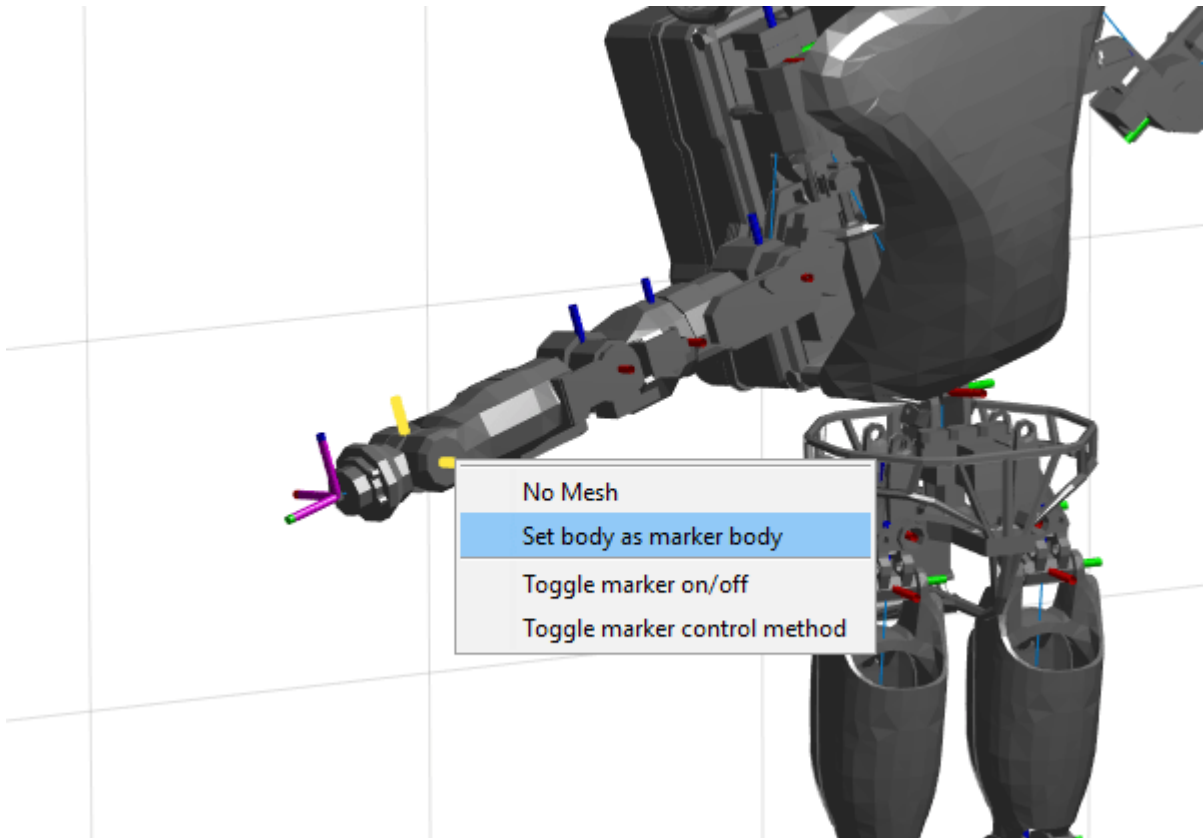 No Mesh
Set body as marker body
Toggle marker on/off
Toggle marker control method